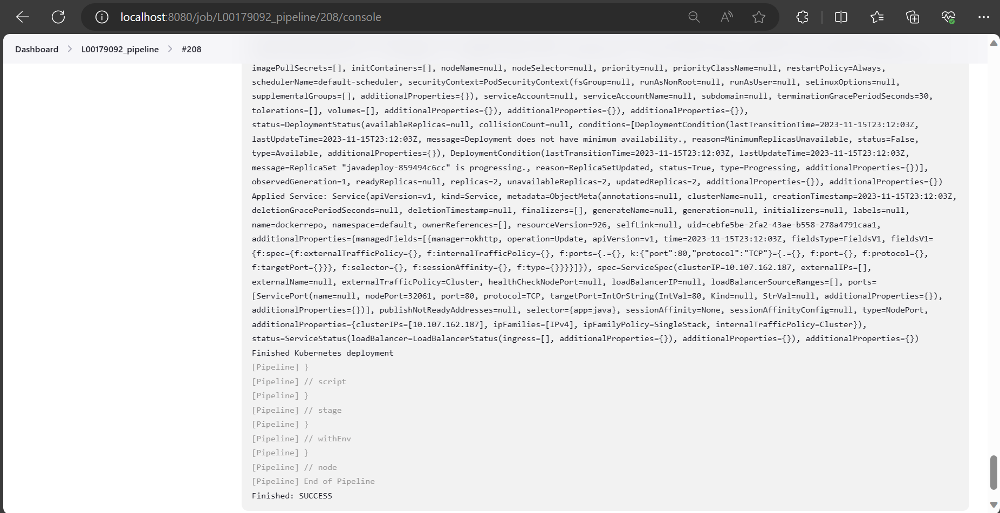 localhost:8080/job/L00179092_pipeline/208/console
Dashboard > L00179092_pipeline > #208
imagePullSecrets=[], initContainers=[], nodeName=null, nodeSelector=null, priority=null, priorityClassName=null, restartPolicy=Always,
schedulerName=default-scheduler, securityContext=PodSecurityContext(fsGroup=null, runAsNonRoot=null, runAsUser=null, seLinuxOptions=null,
supplementalGroups=[], additionalProperties={}), serviceAccount=null, serviceAccountName=null, subdomain=null, terminationGracePeriodSeconds=30,
tolerations=[], volumes=[], additionalProperties={}), additionalProperties={}), additionalProperties={}),
status=DeploymentStatus(availableReplicas=null, collisionCount=null, conditions=[DeploymentCondition(lastTransitionTime=2023-11-15T23:12:03Z,
lastUpdateTime=2023-11-15T23:12:03Z, message=Deployment does not have minimum availability., reason=MinimumReplicasUnavailable, status=False,
type=Available, additionalProperties={}), DeploymentCondition(lastTransitionTime=2023-11-15T23:12:03Z, lastUpdateTime=2023-11-15T23:12:03Z,
message=ReplicaSet "javadeploy-859494c6cc" is progressing., reason=ReplicaSetUpdated, status=True, type=Progressing, additionalProperties={})],
observedGeneration=1, readyReplicas=null, replicas=2, unavailableReplicas=2, updatedReplicas=2, additionalProperties={}), additionalProperties={})
Applied Service: Service(apiVersion=v1, kind=Service, metadata=ObjectMeta(annotations=null, clusterName=null, creationTimestamp=2023-11-15T23:12:03Z,
deletionGracePeriodSeconds=null, deletionTimestamp=null, finalizers=[], generateName=null, generation=null, initializers=null, labels=null,
name=dockerrepo, namespace=default, ownerReferences=[], resourceVersion=926, selfLink=null, uid=cebfe5be-2fa2-43ae-b558-278a4791caa1,
additionalProperties={managedFields=[{manager=okhttp, operation=Update, apiVersion=v1, time=2023-11-15T23:12:03Z, fieldsType=FieldsV1, fieldsV1=
{f:spec={f:externalTrafficPolicy={}, f:internalTrafficPolicy={}, f:ports={.={}, k:{"port":80,"protocol":"TCP"}={.={}, f:port={}, f:protocol={},
f:targetPort={}}}, f:selector={}, f:sessionAffinity={}, f:type={}}}}]}), spec=ServiceSpec(clusterIP=10.107.162.187, externalIPs=[],
externalName=null, externalTrafficPolicy=Cluster, healthCheckNodePort=null, loadBalancerIP=null, loadBalancerSourceRanges=[], ports=
[ServicePort(name=null, nodePort=32061, port=80, protocol=TCP, targetPort=IntOrString(IntVal=80, Kind=null, StrVal=null, additionalProperties={}),
additionalProperties={})], publishNotReadyAddresses=null, selector={app=java}, sessionAffinity=None, sessionAffinityConfig=null, type=NodePort,
additionalProperties={clusterIPs=[10.107.162.187], ipFamilies=[IPv4], ipFamilyPolicy=SingleStack, internalTrafficPolicy=Cluster}),
status=ServiceStatus(loadBalancer=LoadBalancerStatus(ingress=[], additionalProperties={}), additionalProperties={}), additionalProperties={})
Finished Kubernetes deployment
[Pipeline] }
[Pipeline] // script
[Pipeline] }
[Pipeline] // stage
[Pipeline] }
[Pipeline] // withEnv
[Pipeline] }
[Pipeline] // node
[Pipeline] End of Pipeline
Finished: SUCCESS